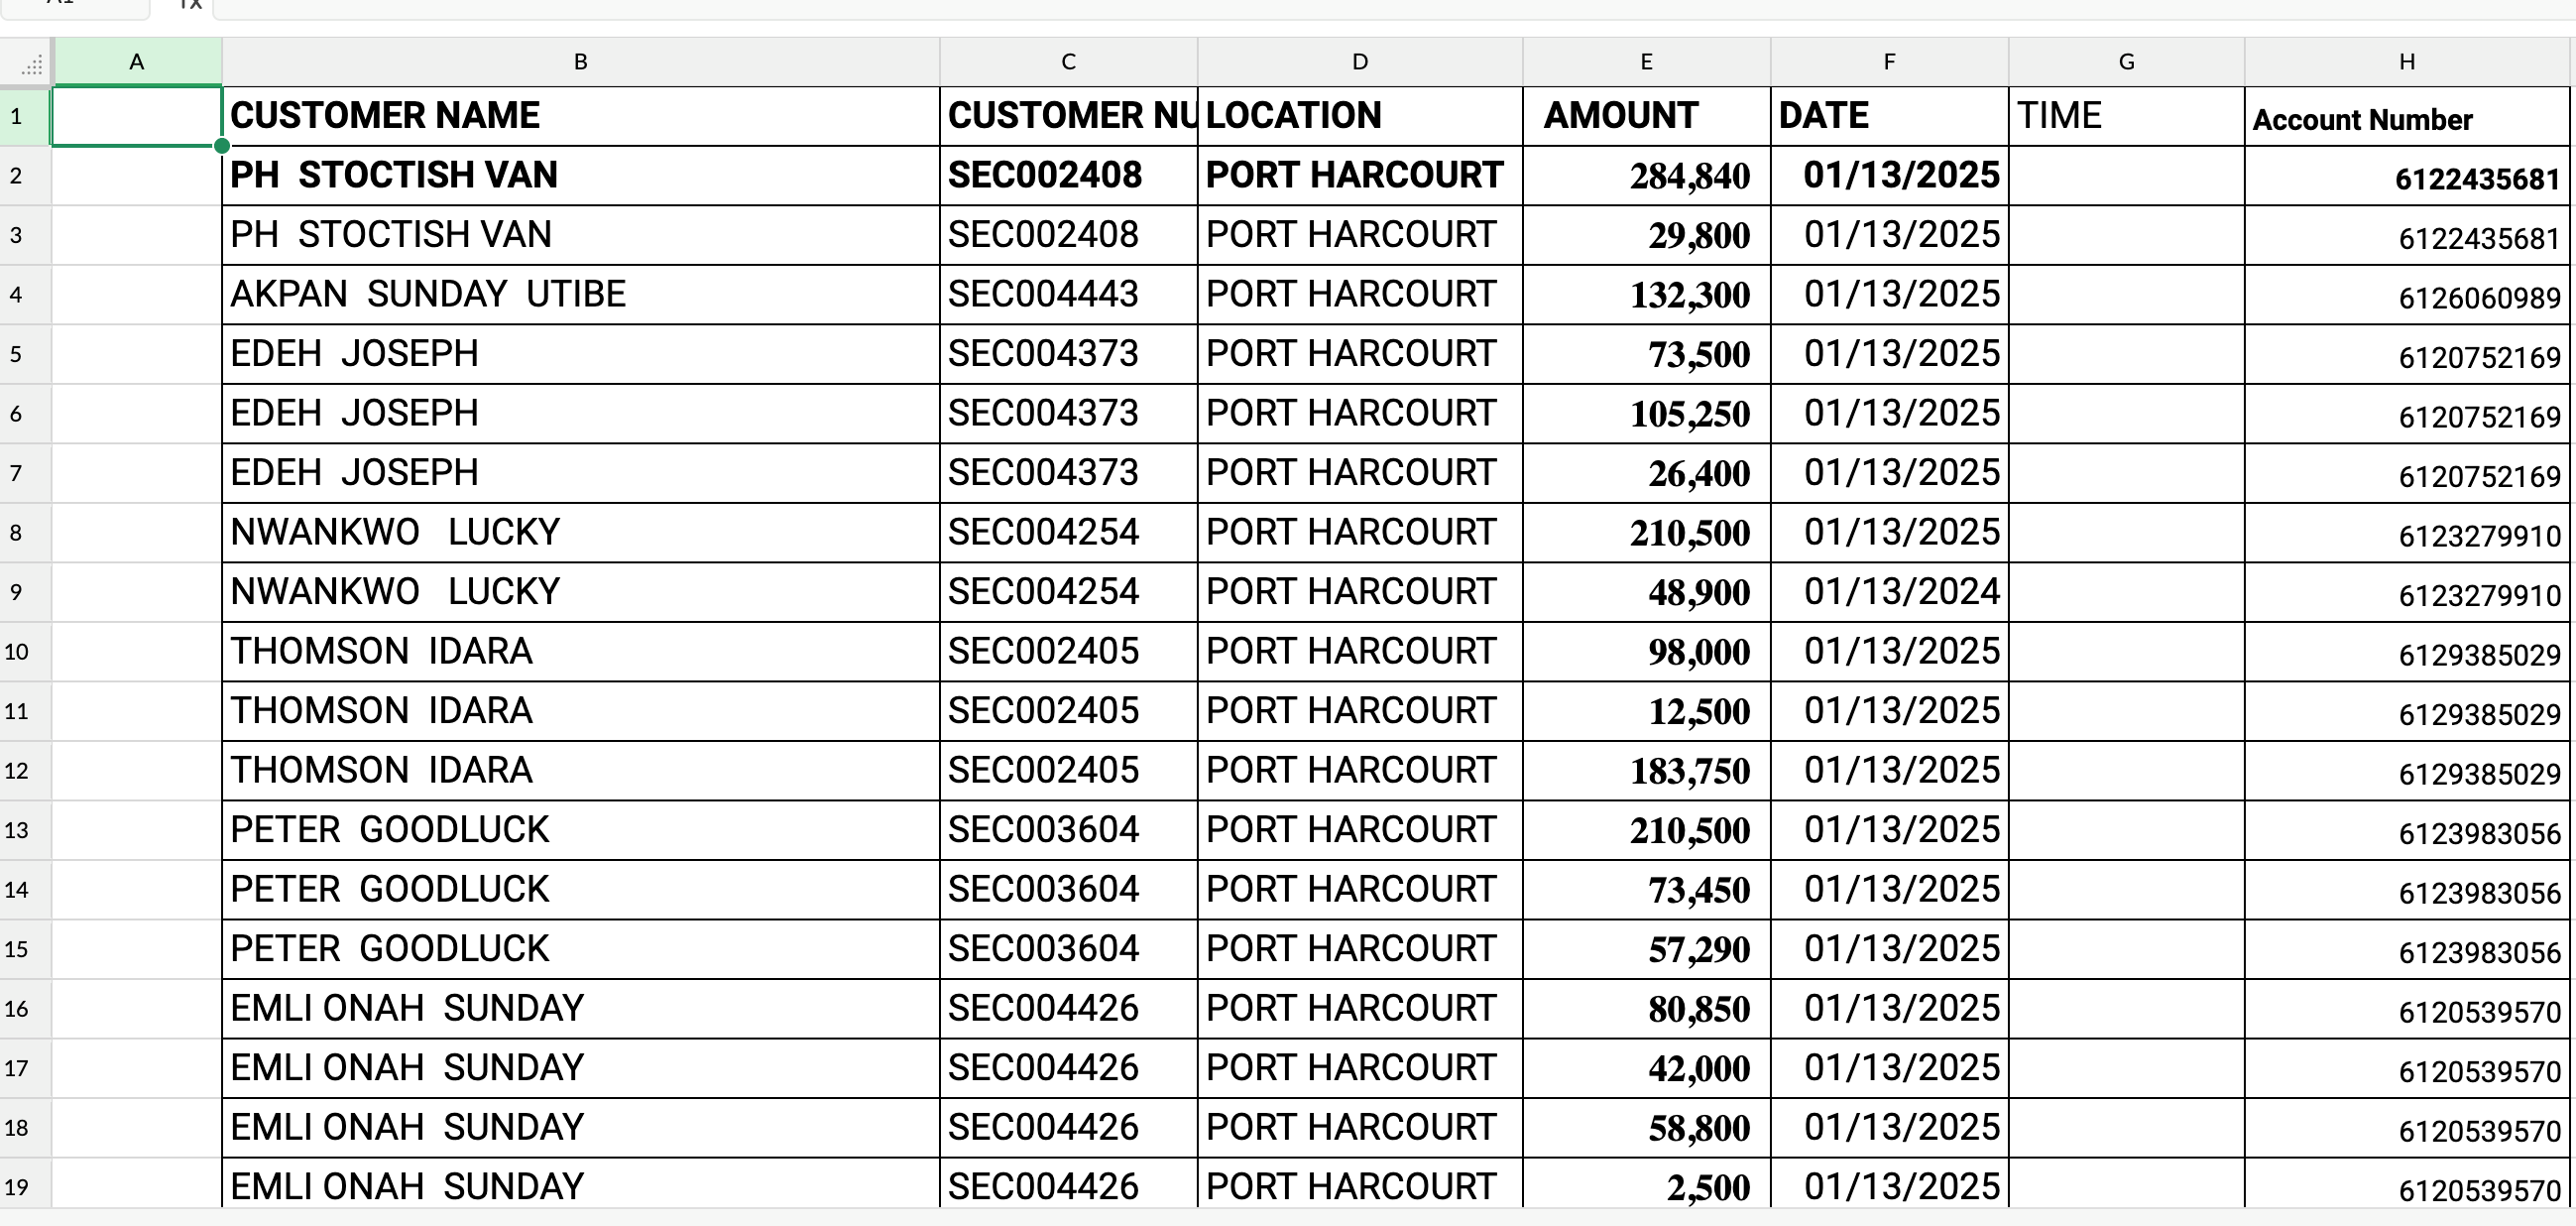 A B C D E F G H
1 CUSTOMER NAME CUSTOMER NU LOCATION AMOUNT DATE TIME Account Number
2 PH STOCTISH VAN SEC002408 PORT HARCOURT 284,840 01/13/2025 6122435681
3 PH STOCTISH VAN SEC002408 PORT HARCOURT 29,800 01/13/2025 6122435681
4 AKPAN SUNDAY UTIBE SEC004443 PORT HARCOURT 132,300 01/13/2025 6126060989
5 EDEH JOSEPH SEC004373 PORT HARCOURT 73,500 01/13/2025 6120752169
6 EDEH JOSEPH SEC004373 PORT HARCOURT 105,250 01/13/2025 6120752169
7 EDEH JOSEPH SEC004373 PORT HARCOURT 26,400 01/13/2025 6120752169
8 NWANKWO LUCKY SEC004254 PORT HARCOURT 210,500 01/13/2025 6123279910
9 NWANKWO LUCKY SEC004254 PORT HARCOURT 48,900 01/13/2024 6123279910
10 THOMSON IDARA SEC002405 PORT HARCOURT 98,000 01/13/2025 6129385029
11 THOMSON IDARA SEC002405 PORT HARCOURT 12,500 01/13/2025 6129385029
12 THOMSON IDARA SEC002405 PORT HARCOURT 183,750 01/13/2025 6129385029
13 PETER GOODLUCK SEC003604 PORT HARCOURT 210,500 01/13/2025 6123983056
14 PETER GOODLUCK SEC003604 PORT HARCOURT 73,450 01/13/2025 6123983056
15 PETER GOODLUCK SEC003604 PORT HARCOURT 57,290 01/13/2025 6123983056
16 EMLI ONAH SUNDAY SEC004426 PORT HARCOURT 80,850 01/13/2025 6120539570
17 EMLI ONAH SUNDAY SEC004426 PORT HARCOURT 42,000 01/13/2025 6120539570
18 EMLI ONAH SUNDAY SEC004426 PORT HARCOURT 58,800 01/13/2025 6120539570
19 EMLI ONAH SUNDAY SEC004426 PORT HARCOURT 2,500 01/13/2025 6120539570